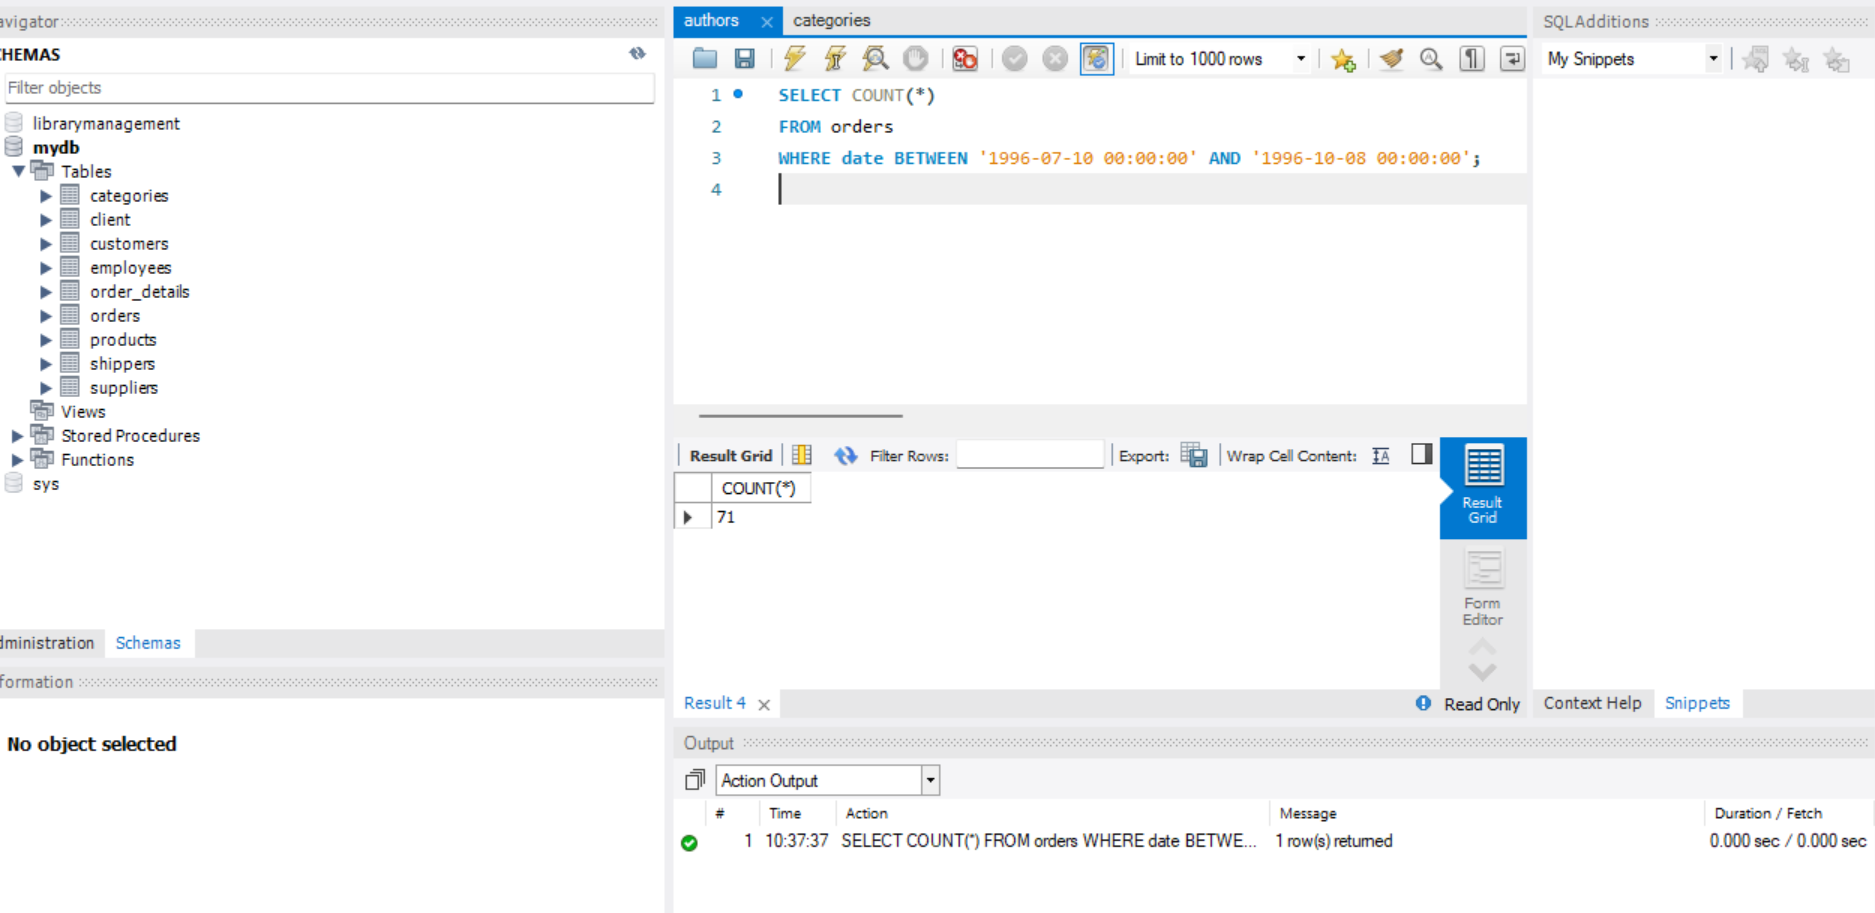 avigator
CHEMAS
Filter objects
librarymanagement
mydb
Tables
categories
client
customers
employees
order_details
orders
products
shippers
suppliers
Views
Stored Procedures
Functions
sys
dministration Schemas
formation
No object selected
authors categories
Limit to 1000 rows
1 SELECT COUNT(*)
2 FROM orders
3 WHERE date BETWEEN '1996-07-10 00:00:00' AND '1996-10-08 00:00:00';
4
Result Grid Filter Rows: Export: Wrap Cell Content:
COUNT(*)
71
Result
Grid
Form
Editor
Result 4 Read Only
SQLAdditions
My Snippets
Context Help Snippets
Output
Action Output
# Time Action Message Duration / Fetch
1 10:37:37 SELECT COUNT(*) FROM orders WHERE date BETWE... 1 row(s) returned 0.000 sec / 0.000 sec